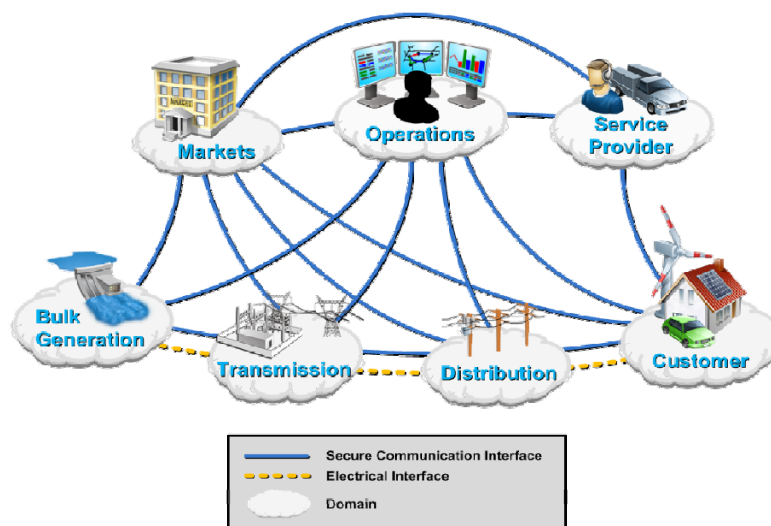 Markets
Operations
Service
Provider
Bulk
Generation
Transmission
Distribution
Customer
Secure Communication Interface
Electrical Interface
Domain